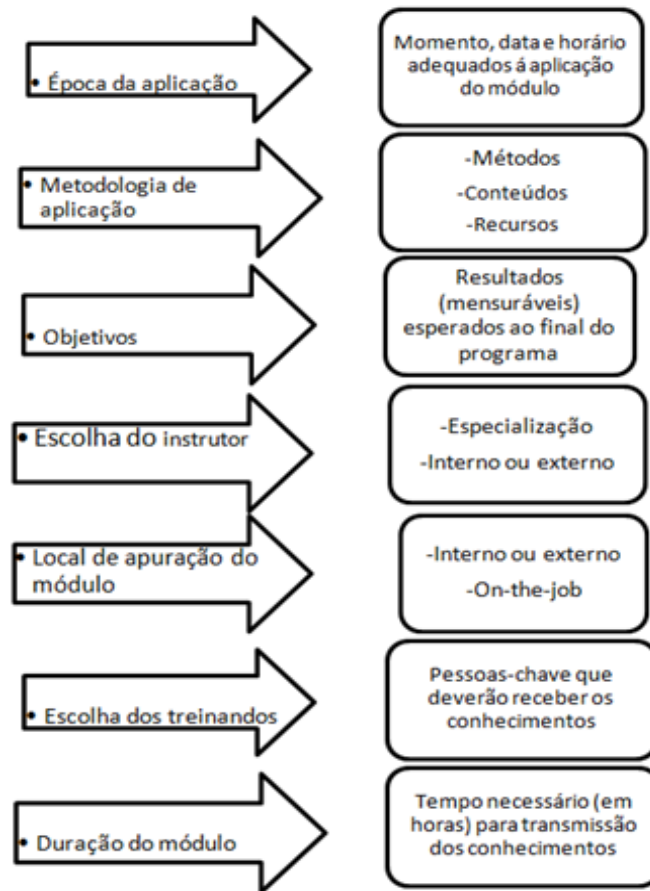 • Época da aplicação
Momento, data e horário
adequados á aplicação
do módulo
• Metodologia de
aplicação
-Métodos
-Conteúdos
-Recursos
• Objetivos
Resultados
(mensuráveis)
esperados ao final do
programa
• Escolha do instrutor
-Especialização
-Interno ou externo
• Local de apuração do
módulo
-Interno ou externo
-On-the-job
• Escolha dos treinandos
Pessoas-chave que
deverão receber os
conhecimentos
• Duração do módulo
Tempo necessário (em
horas) para transmissão
dos conhecimentos